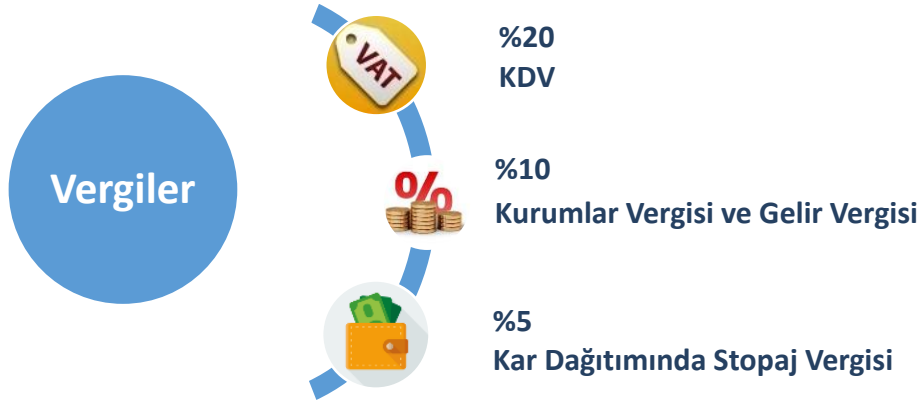 Vergiler
VAT
%20
KDV
%
%10
Kurumlar Vergisi ve Gelir Vergisi
%5
Kar Dağıtımında Stopaj Vergisi